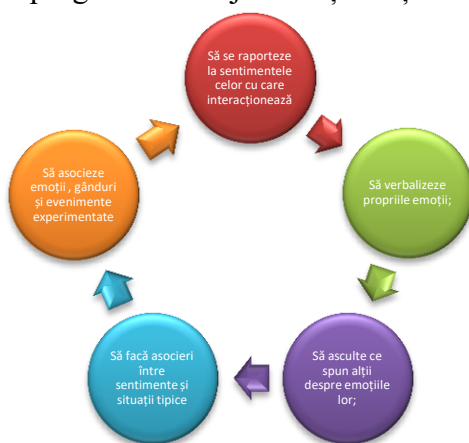 Să se raporteze
la sentimentele
celor cu care
interacționează
Să verbalizeze
propriile emoții;
Să asculte ce
spun alții
despre emoțiile
lor;
Să facă asocieri
între
sentimente și
situații tipice
Să asocieze
emoții , gânduri
și evenimente
experimentate